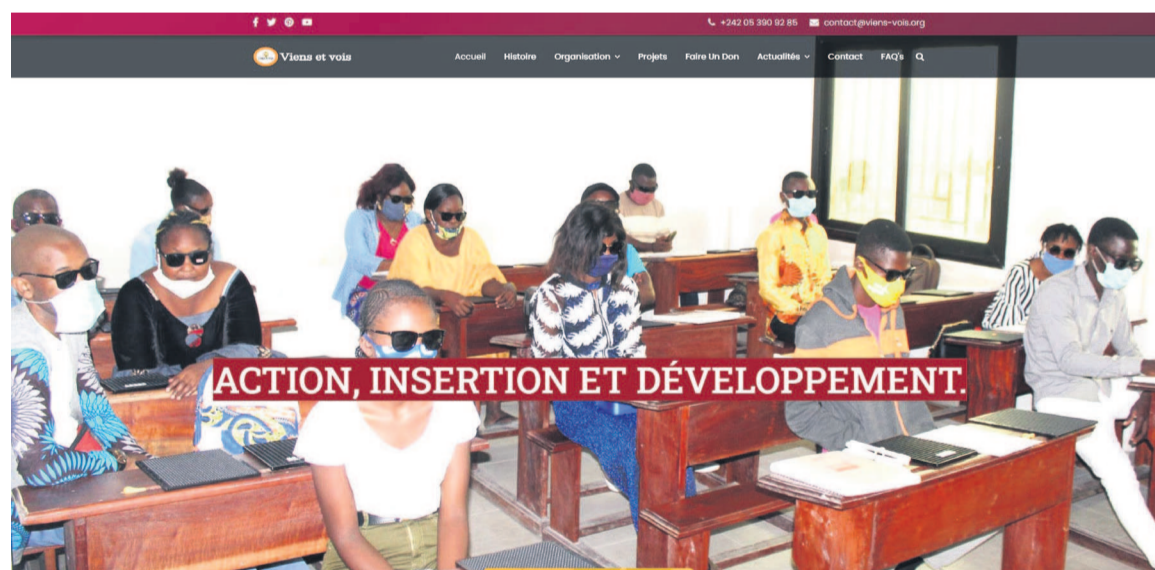 +242 05 390 92 85 contact@viens-vois.org
Viens et vois
Accueil Histoire Organisation Projets Faire Un Don Actualités Contact FAQ's
ACTION, INSERTION ET DÉVELOPPEMENT.